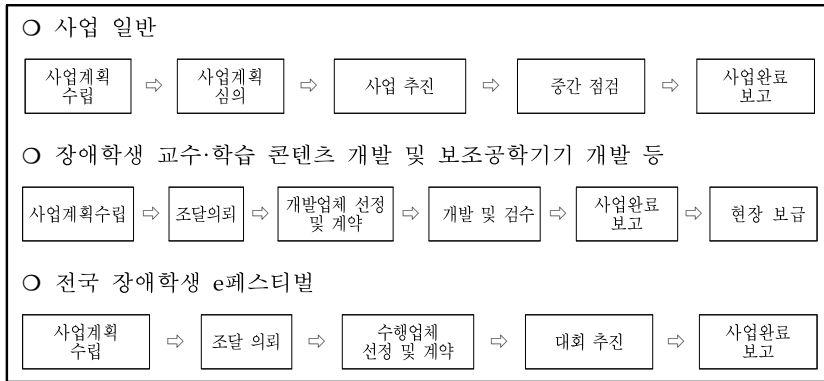 ❍ 사업 일반
사업계획 수립 ⇨ 사업계획 심의 ⇨ 사업 추진 ⇨ 중간 점검 ⇨ 사업완료 보고
❍ 장애학생 교수·학습 콘텐츠 개발 및 보조공학기기 개발 등
사업계획수립 ⇨ 조달의뢰 ⇨ 개발업체 선정 및 계약 ⇨ 개발 및 검수 ⇨ 사업완료 보고 ⇨ 현장 보급
❍ 전국 장애학생 e페스티벌
사업계획 수립 ⇨ 조달 의뢰 ⇨ 수행업체 선정 및 계약 ⇨ 대회 추진 ⇨ 사업완료 보고